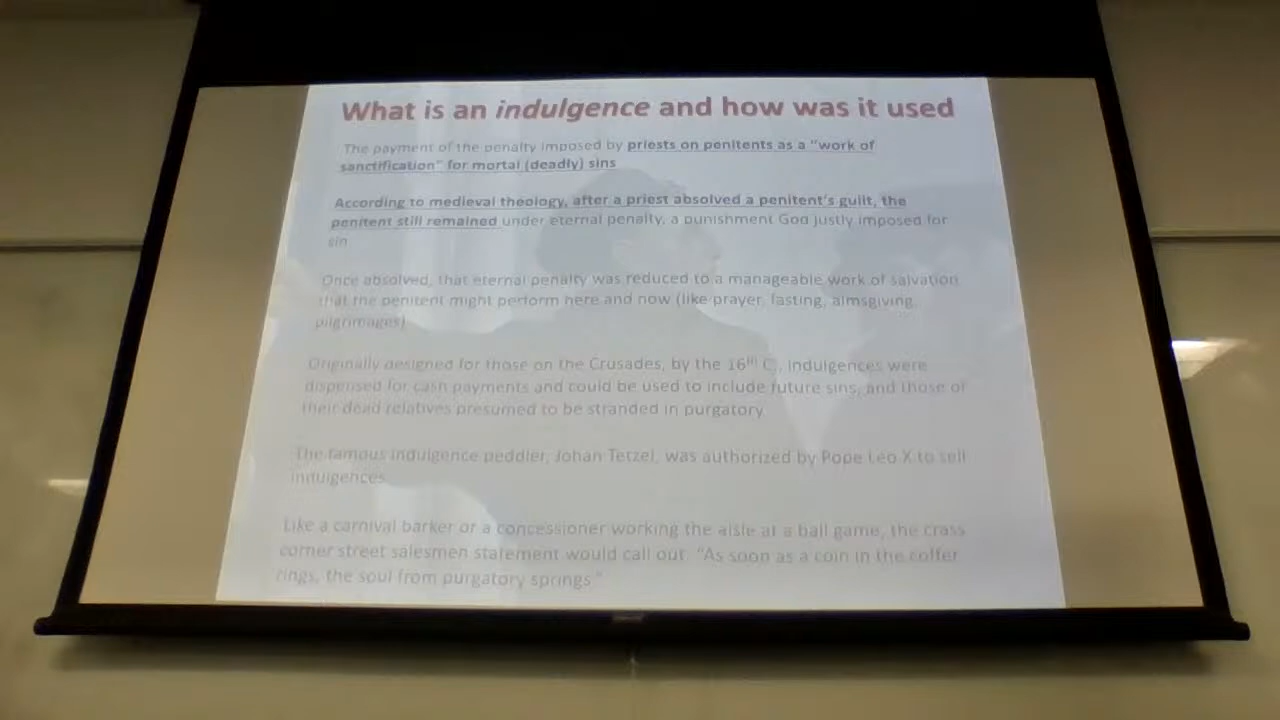 What is an indulgence and how was it used
The payment of the penalty imposed by priests on penitents as a "work of
sanctification" for mortal (deadly) sins
According to medieval theology, after a priest absolved a penitent's guilt, the
penitent still remained under eternal penalty, a punishment God justly imposed for
sin
Once absolved, that eternal penalty was reduced to a manageable work of salvation
that the penitent might perform here and now (like prayer, fasting, almsgiving,
pilgrimages)
Originally designed for those on the Crusades, by the 16th C., indulgences were
dispensed for cash payments and could be used to include future sins, and those of
their dead relatives presumed to be stranded in purgatory
The famous indulgence peddler, Johan Tetzel, was authorized by Pope Leo X to sell
indulgences
Like a carnival barker or a concessioner working the aisle at a ball game, the crass
corner street salesmen statement would call out: "As soon as a coin in the coffer
rings, the soul from purgatory springs."